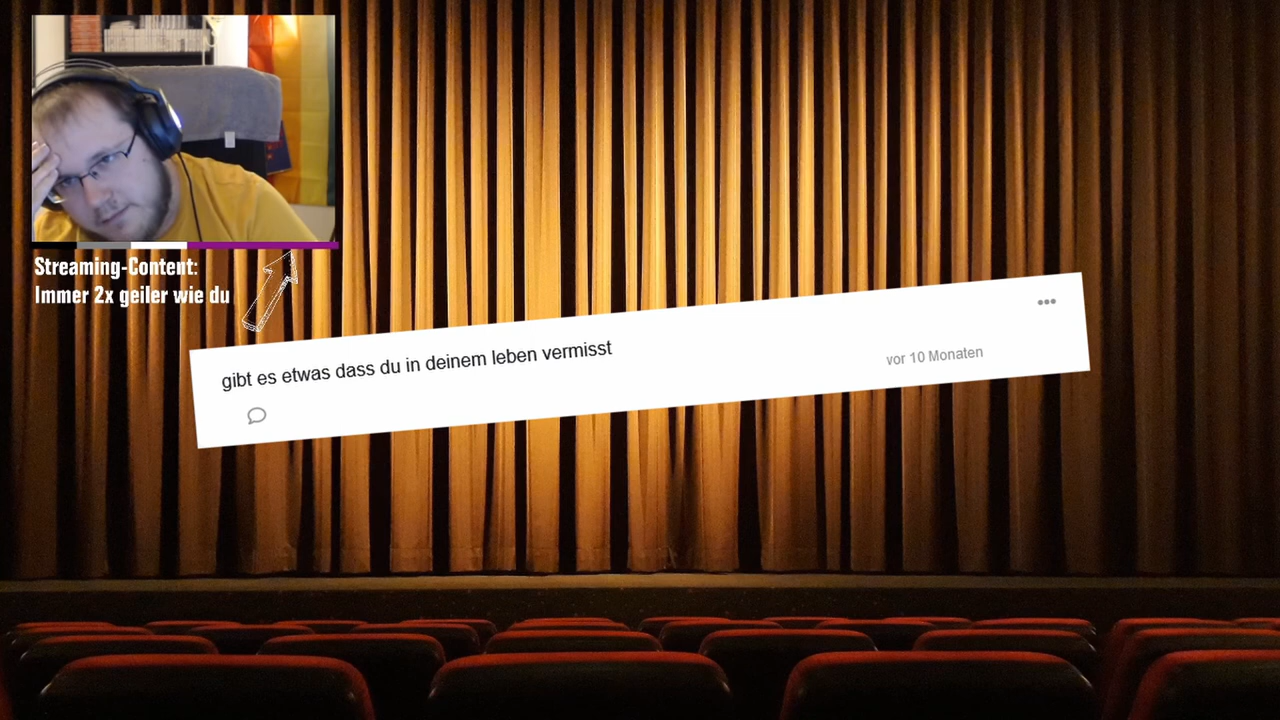 Streaming-Content:
Immer 2x geiler wie du
gibt es etwas dass du in deinem leben vermisst
vor 10 Monaten